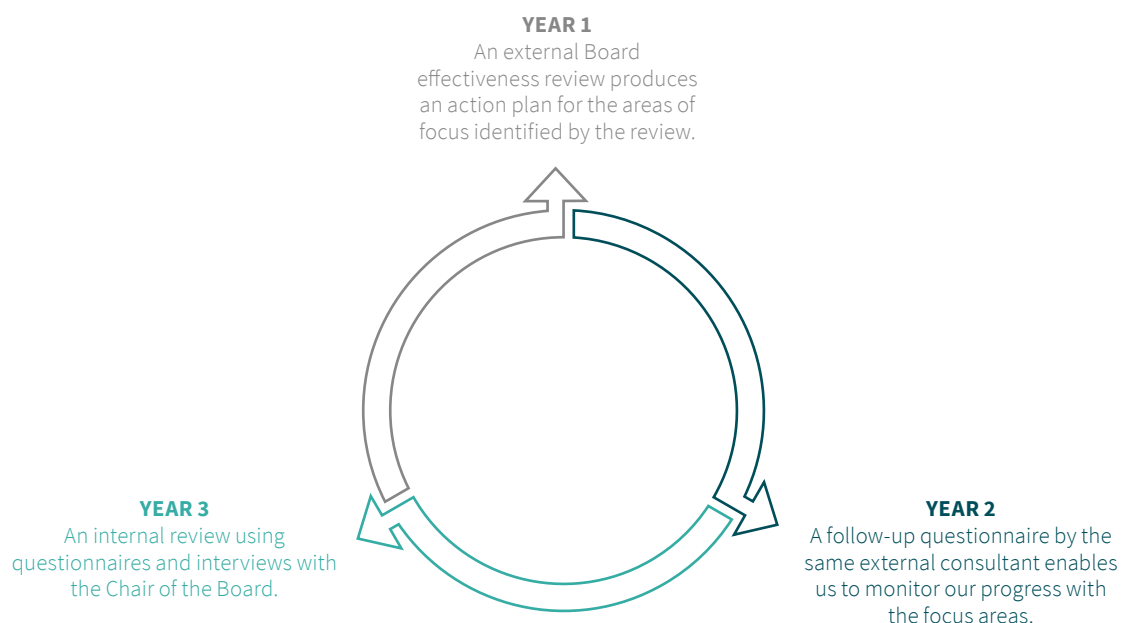 YEAR 1
An external Board
effectiveness review produces
an action plan for the areas of
focus identified by the review.
YEAR 2
A follow-up questionnaire by the
same external consultant enables
us to monitor our progress with
the focus areas.
YEAR 3
An internal review using
questionnaires and interviews with
the Chair of the Board.